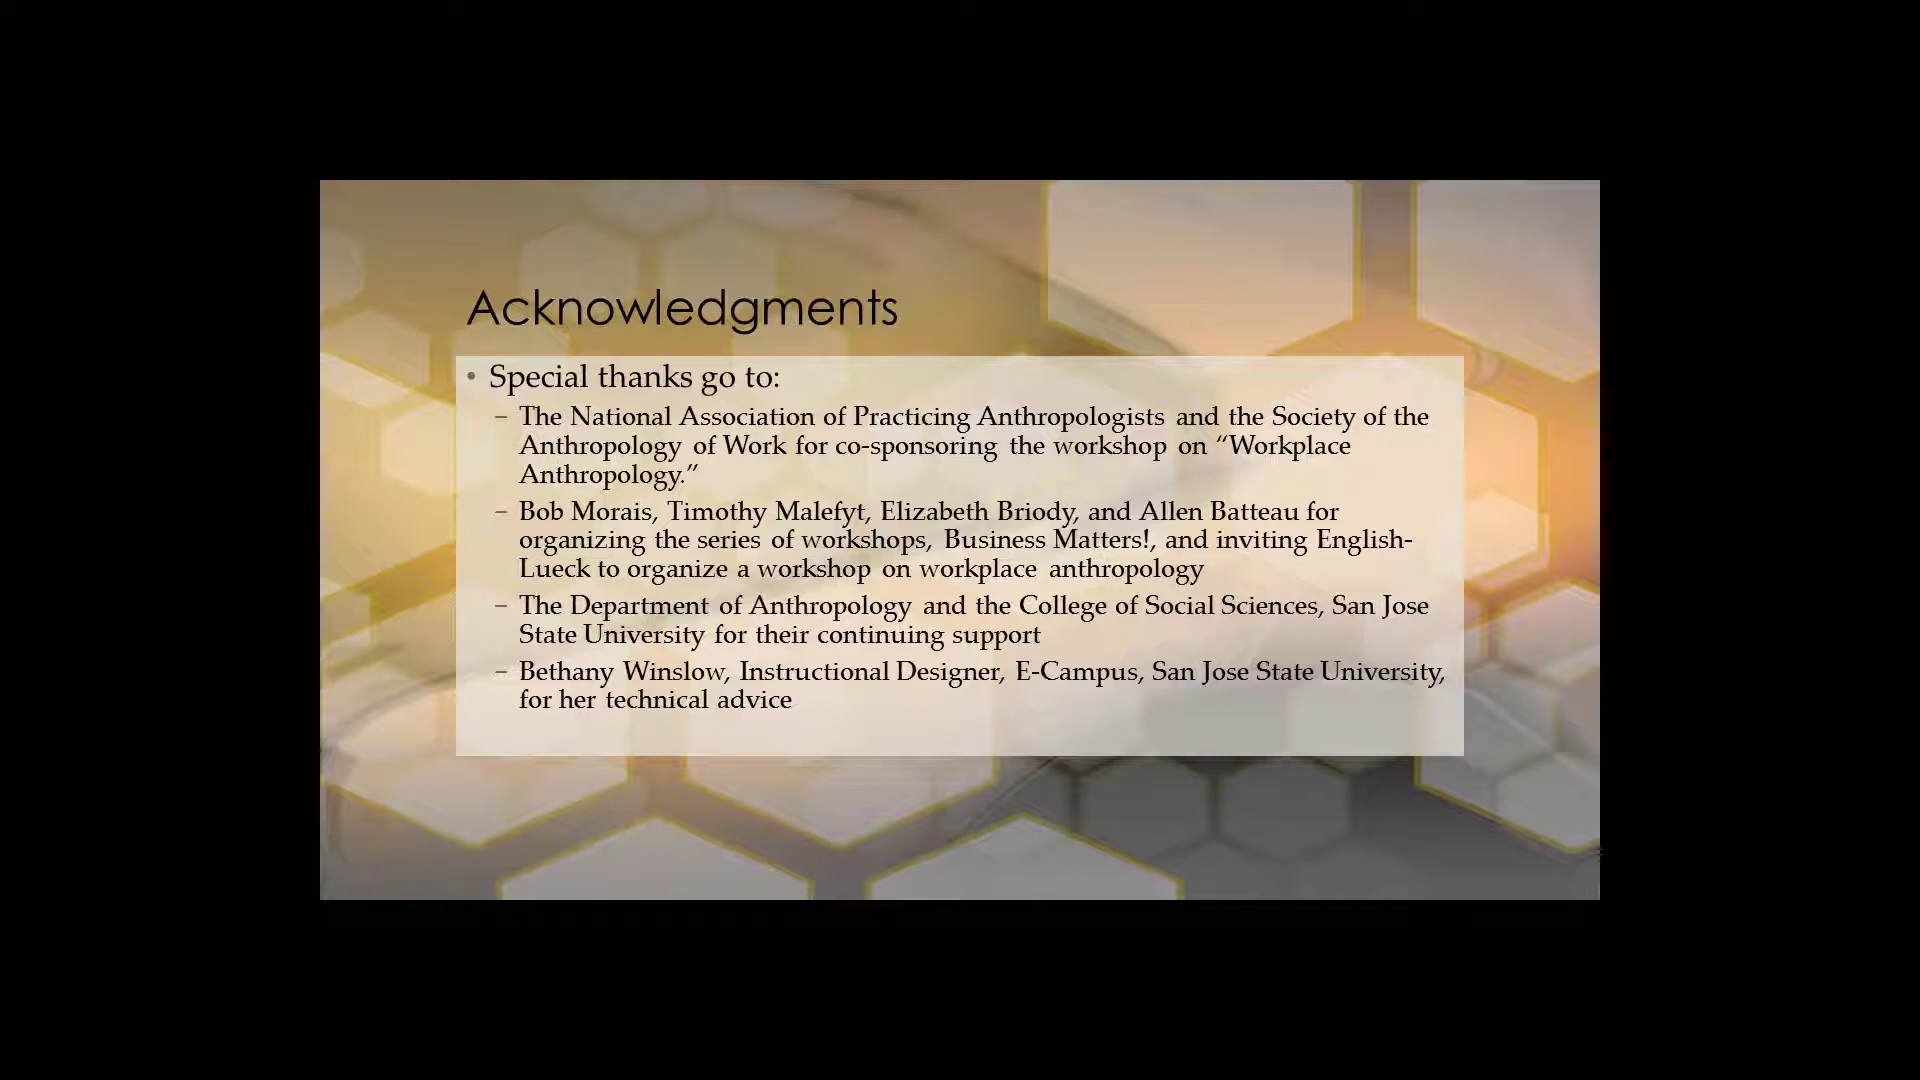 Acknowledgments
• Special thanks go to:
– The National Association of Practicing Anthropologists and the Society of the
Anthropology of Work for co-sponsoring the workshop on “Workplace
Anthropology.”
– Bob Morais, Timothy Malefyt, Elizabeth Briody, and Allen Batteau for
organizing the series of workshops, Business Matters!, and inviting English-
Lueck to organize a workshop on workplace anthropology
– The Department of Anthropology and the College of Social Sciences, San Jose
State University for their continuing support
– Bethany Winslow, Instructional Designer, E-Campus, San Jose State University,
for her technical advice